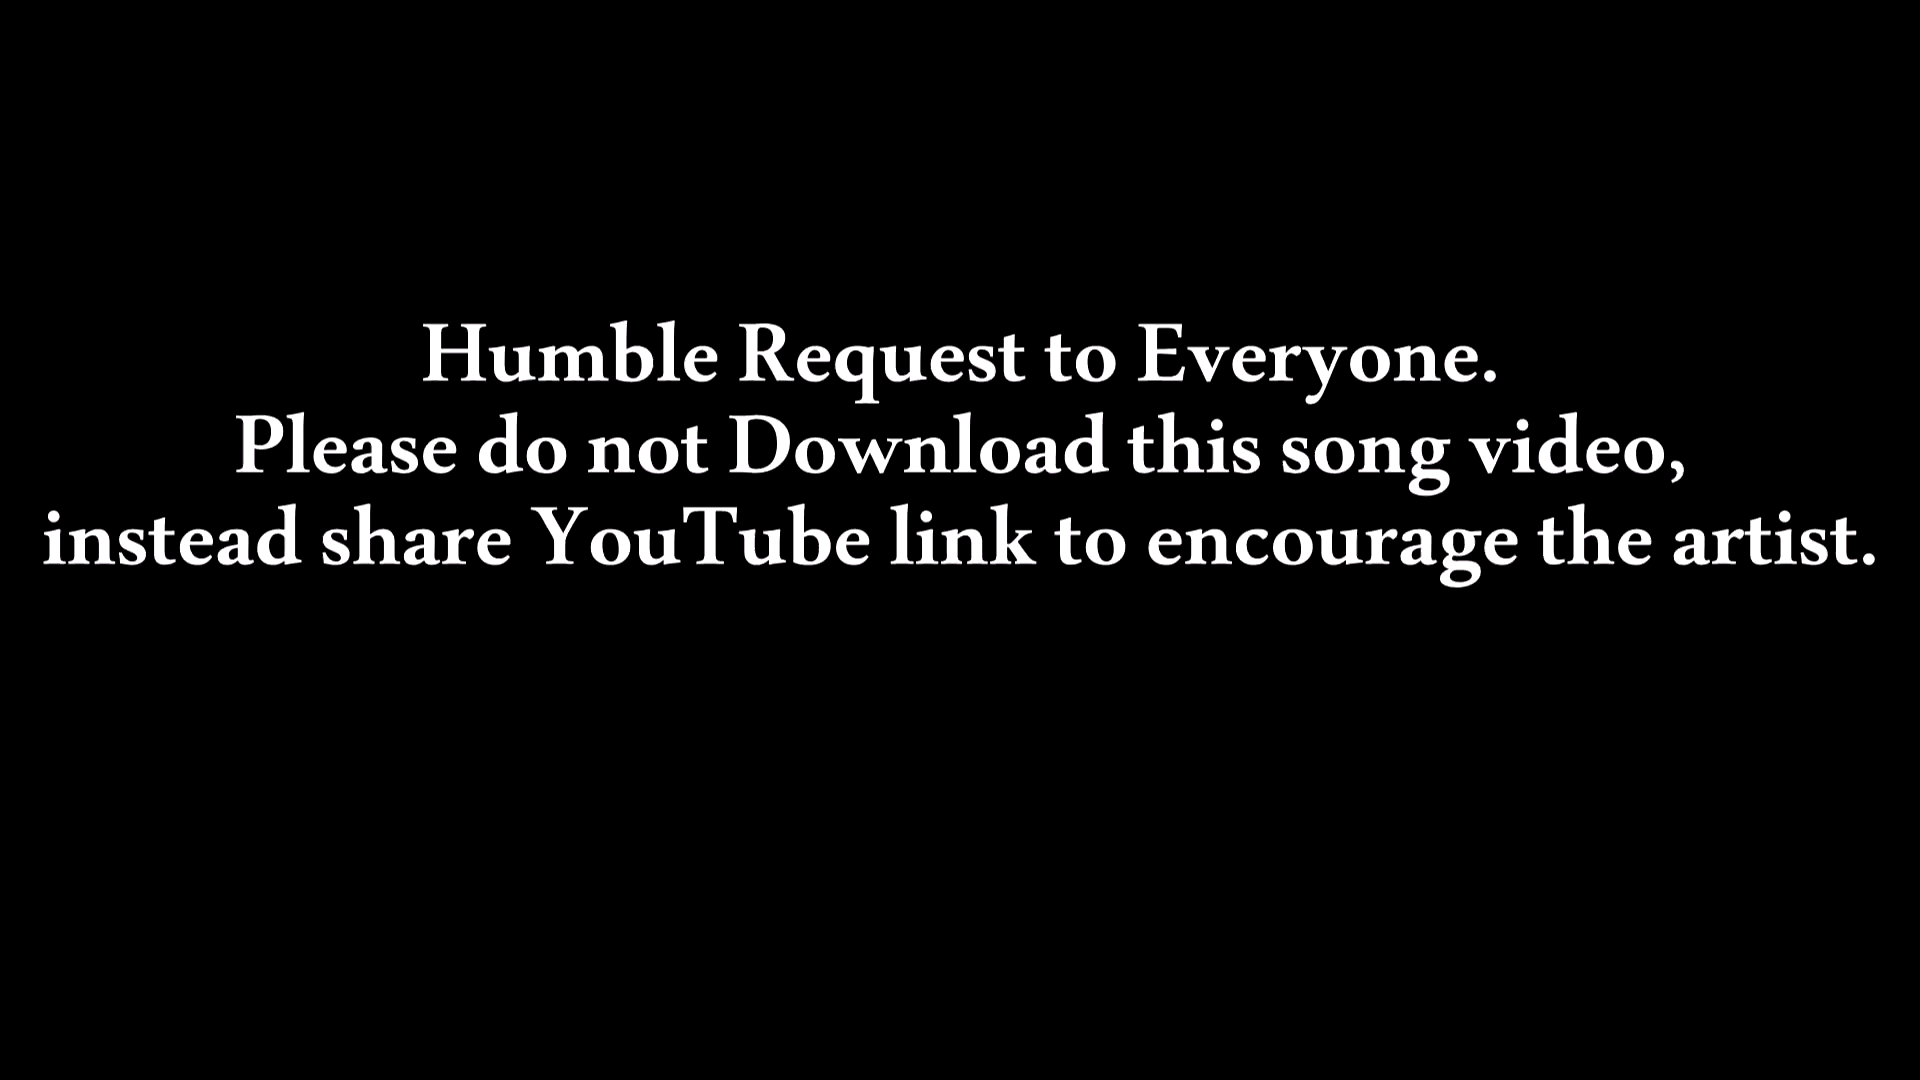 Humble Request to Everyone.
Please do not Download this song video,
instead share YouTube link to encourage the artist.